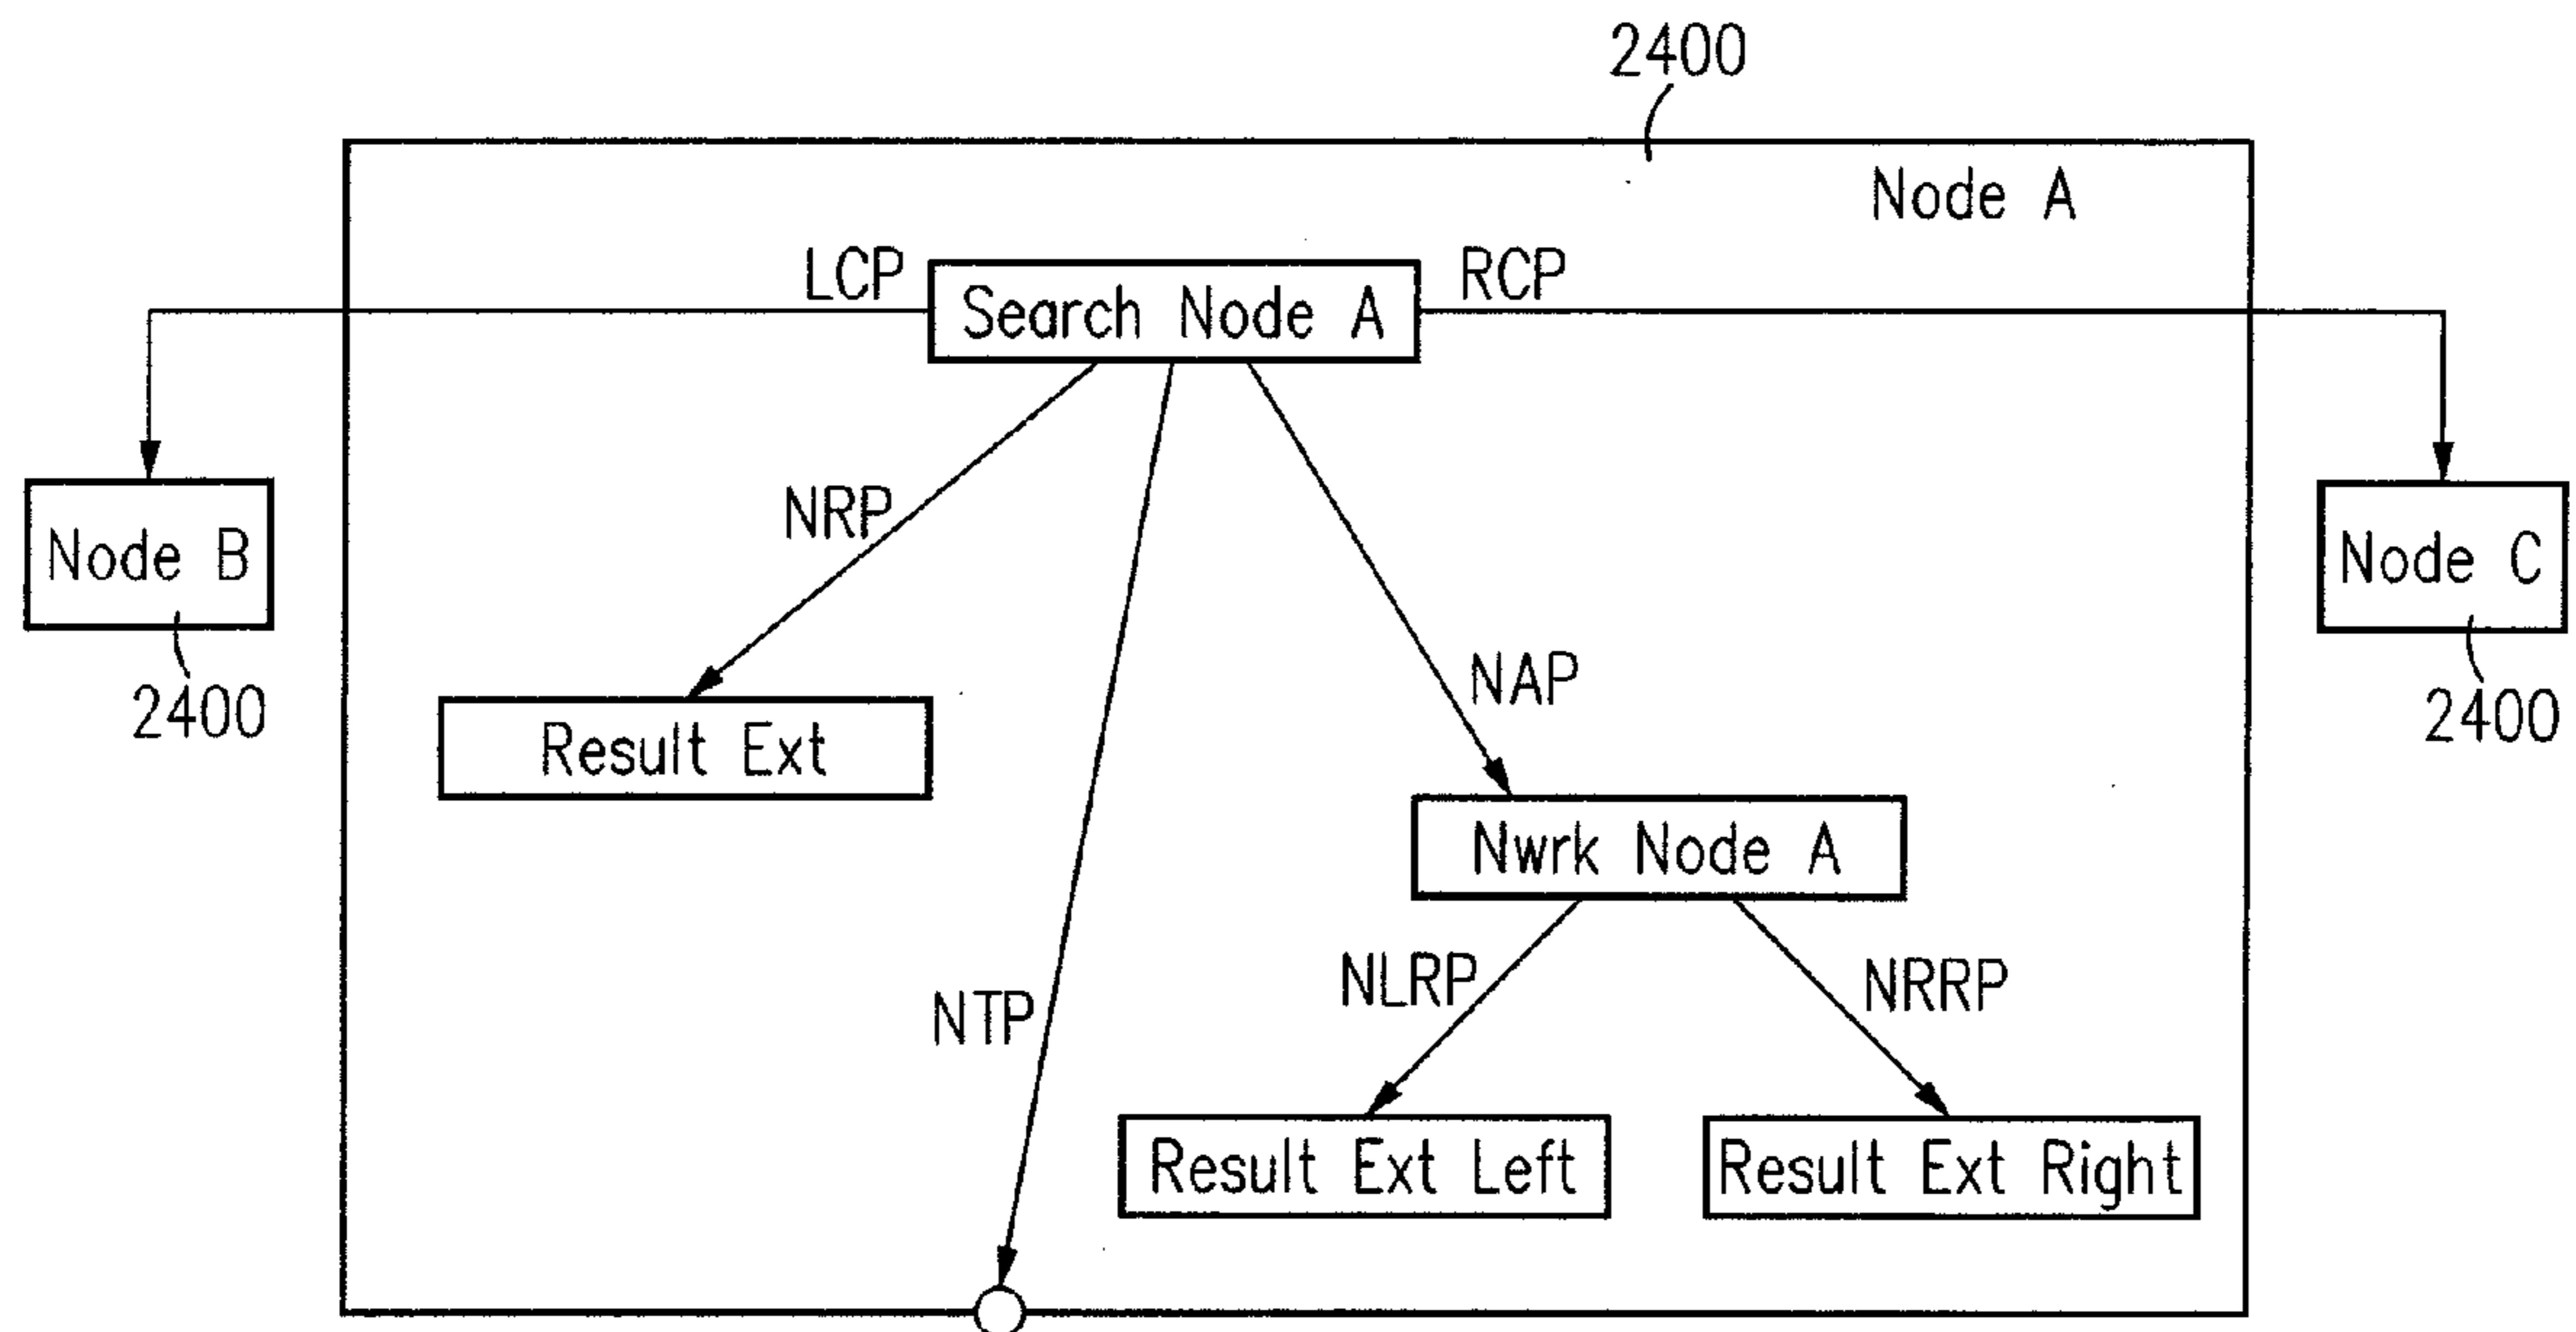 2400
Node A
LCP
Search Node A
RCP
NRP
Node B
Node C
2400
NAP
2400
Result Ext
Nwrk Node A
NTP
NLRP
NRRP
Result Ext Left
Result Ext Right